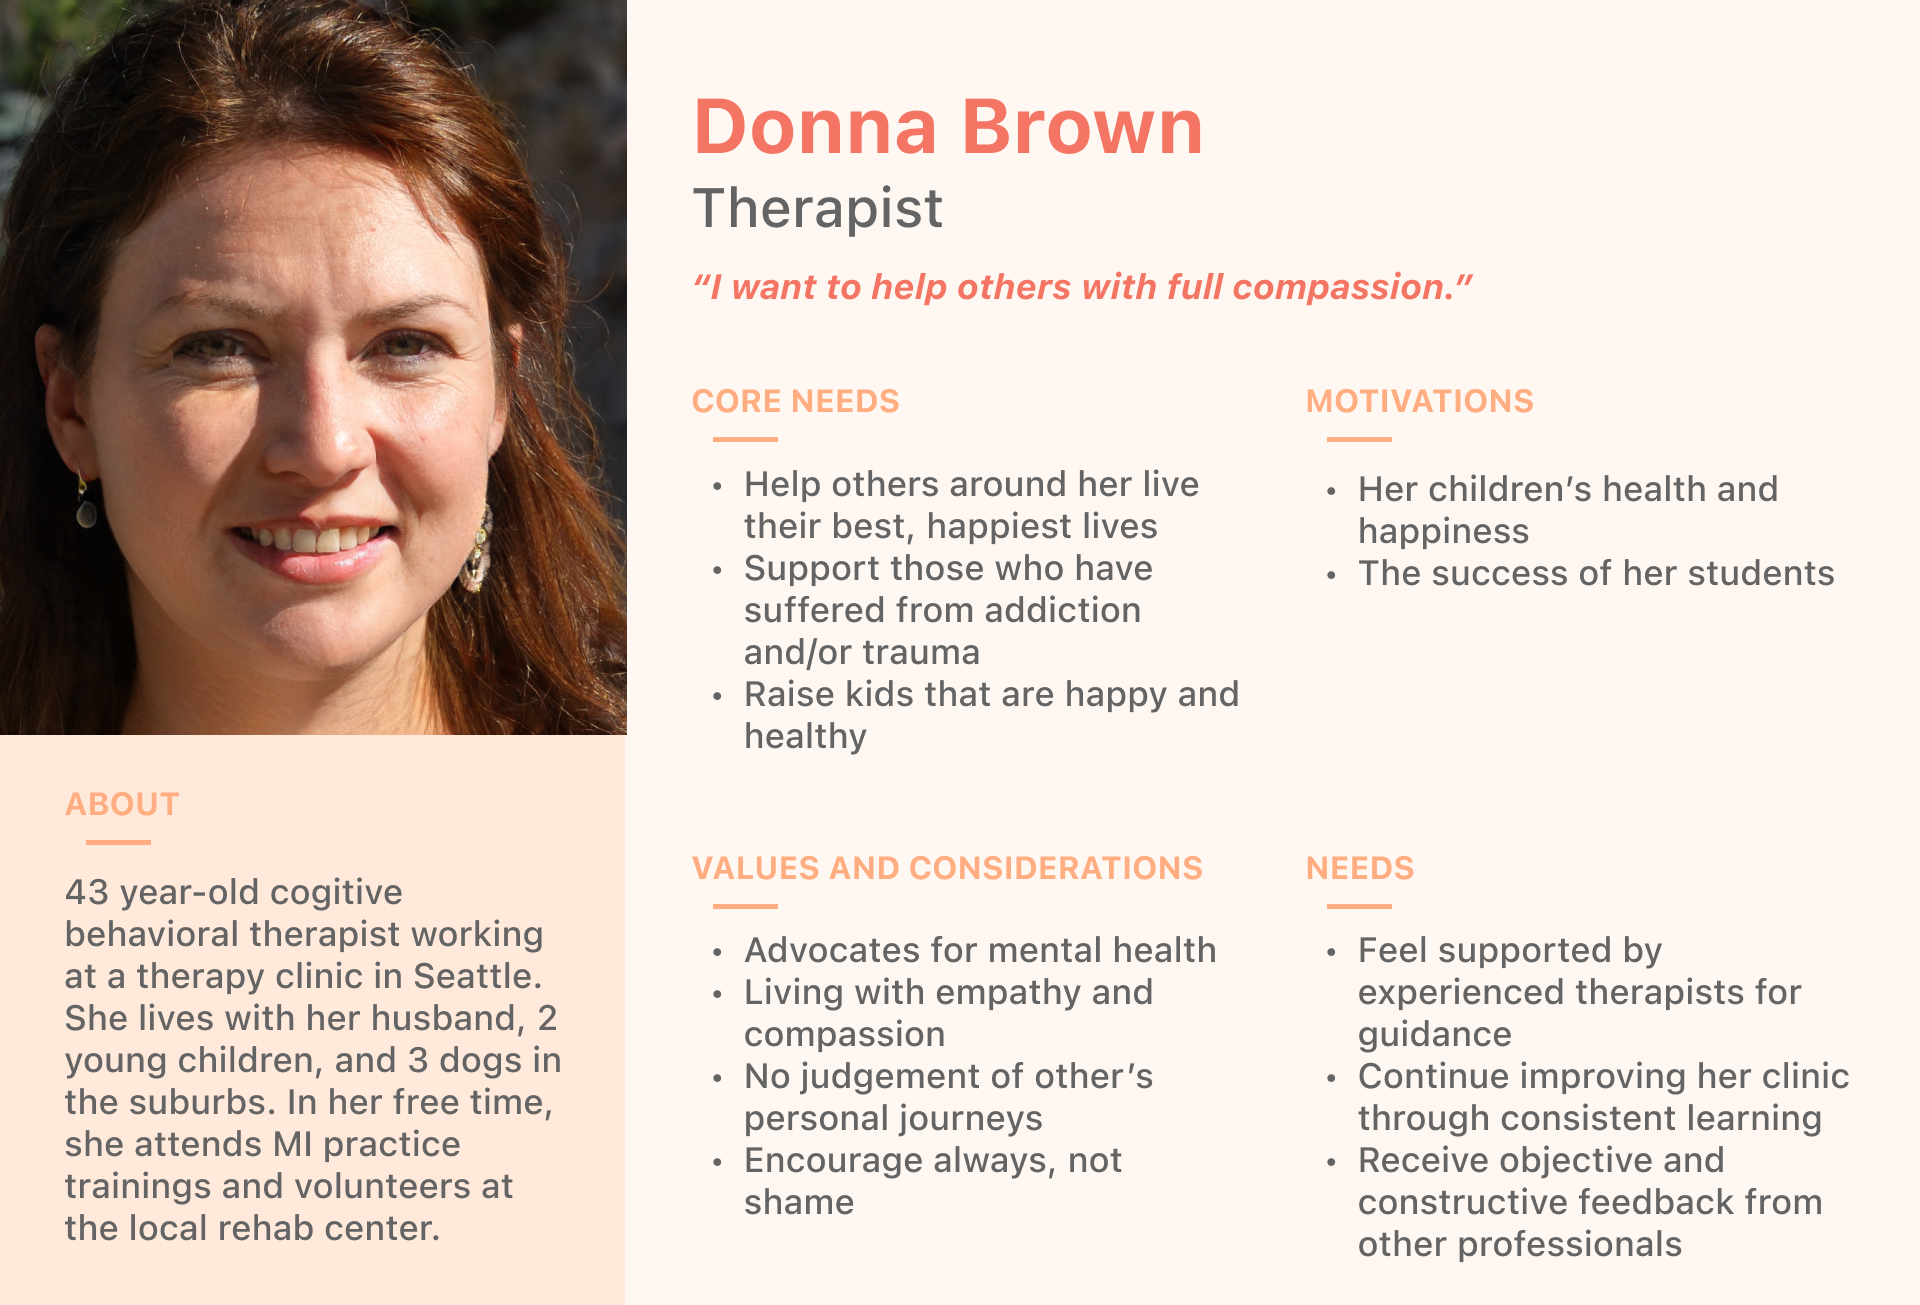 Donna Brown
Therapist
“I want to help others with full compassion.”
CORE NEEDS
• Help others around her live
their best, happiest lives
• Support those who have
suffered from addiction
and/or trauma
• Raise kids that are happy and
healthy
MOTIVATIONS
• Her children’s health and
happiness
• The success of her students
ABOUT
43 year-old cogitive
behavioral therapist working
at a therapy clinic in Seattle.
She lives with her husband, 2
young children, and 3 dogs in
the suburbs. In her free time,
she attends MI practice
trainings and volunteers at
the local rehab center.
VALUES AND CONSIDERATIONS
• Advocates for mental health
• Living with empathy and
compassion
• No judgement of other’s
personal journeys
• Encourage always, not
shame
NEEDS
• Feel supported by
experienced therapists for
guidance
• Continue improving her clinic
through consistent learning
• Receive objective and
constructive feedback from
other professionals